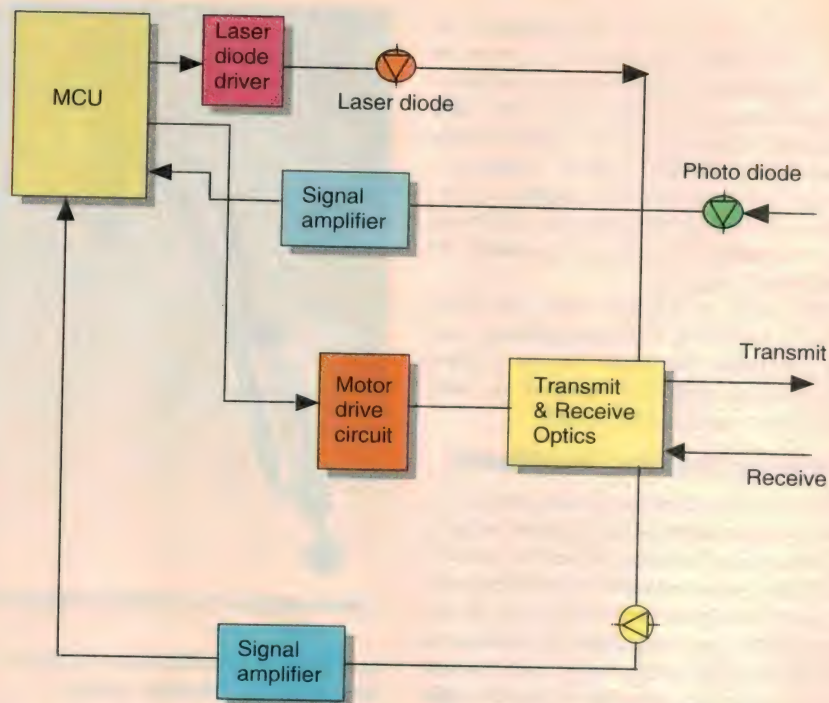 MCU
Laser
diode
driver
Laser diode
Photo diode
Signal
amplifier
Transmit
Motor
drive
circuit
Transmit
& Receive
Optics
Receive
Signal
amplifier